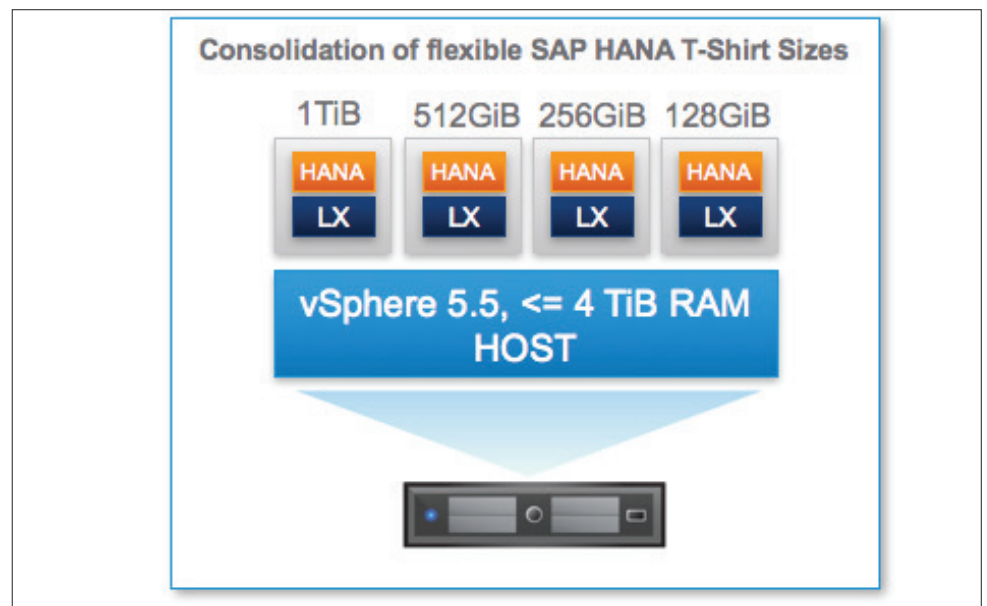 Consolidation of flexible SAP HANA T-Shirt Sizes
1TiB 512GiB 256GiB 128GiB
HANA HANA HANA HANA
LX LX LX LX
vSphere 5.5, <= 4 TiB RAM
HOST